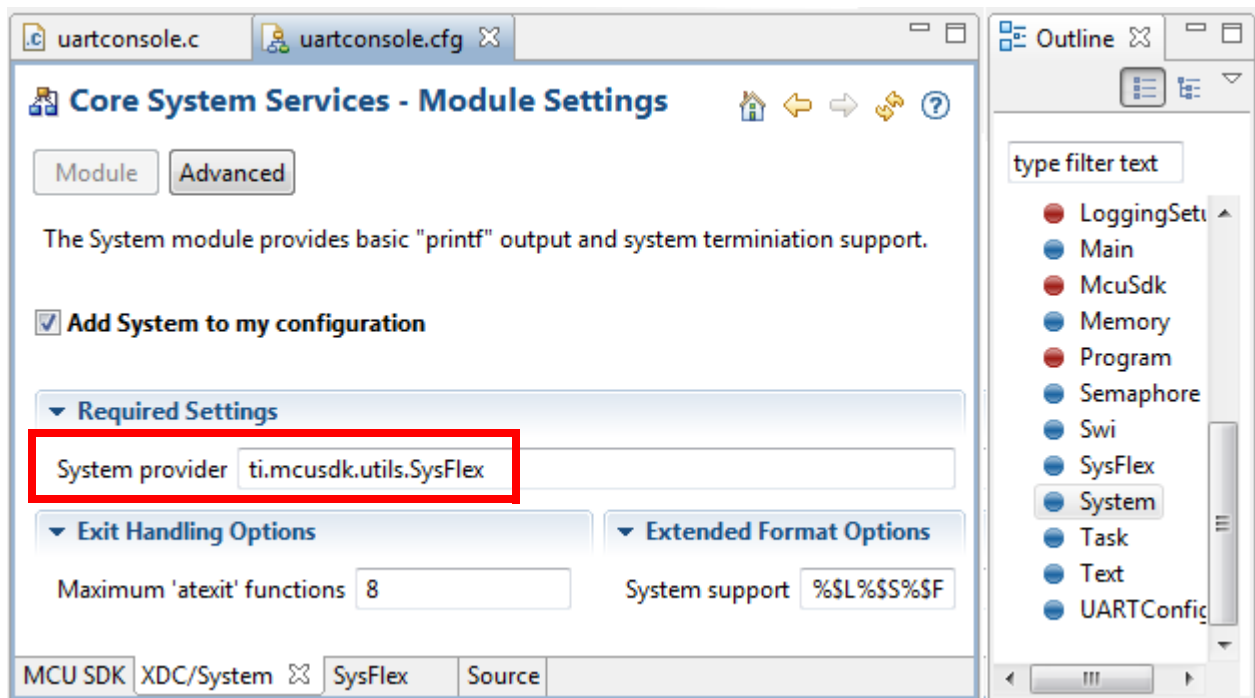 uartconsole.c
uartconsole.cfg
Core System Services - Module Settings
Module
Advanced
The System module provides basic "printf" output and system terminiation support.
Add System to my configuration
Required Settings
System provider
ti.mcusdk.utils.SysFlex
Exit Handling Options
Maximum 'atexit' functions
8
Extended Format Options
System support
%$L%$S%$F
MCU SDK
XDC/System
SysFlex
Source
Outline
type filter text
LoggingSetu
Main
McuSdk
Memory
Program
Semaphore
Swi
SysFlex
System
Task
Text
UARTConfig